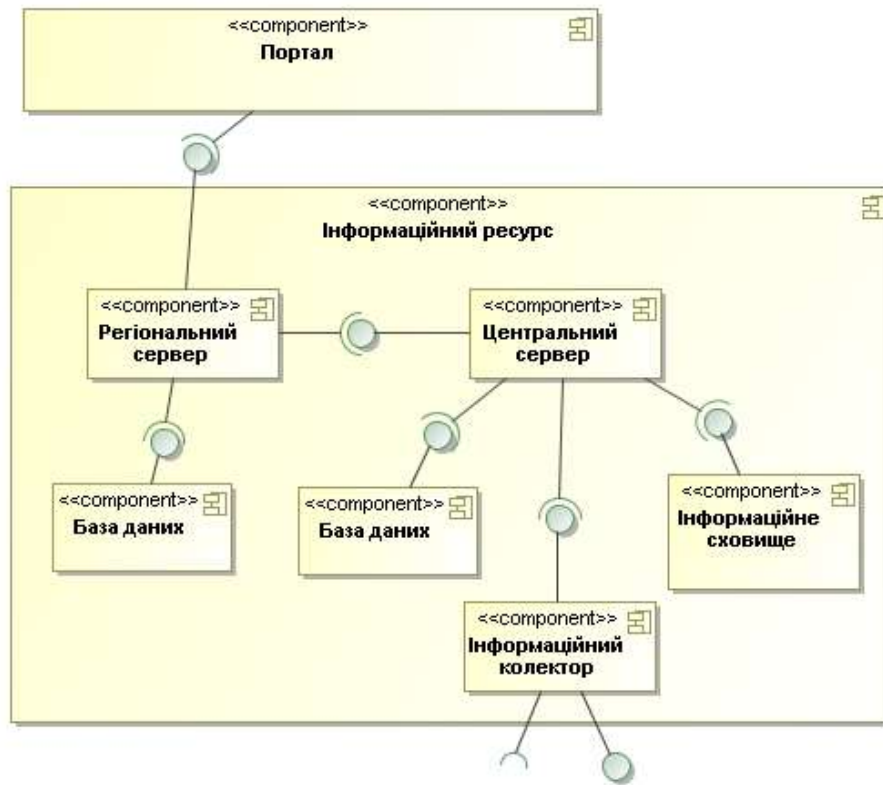 <<component>>
Портал
<<component>>
Інформаційний ресурс
<<component>>
Регіональний
сервер
<<component>>
Центральний
сервер
<<component>>
База даних
<<component>>
База даних
<<component>>
Інформаційне
сховище
<<component>>
Інформаційний
колектор